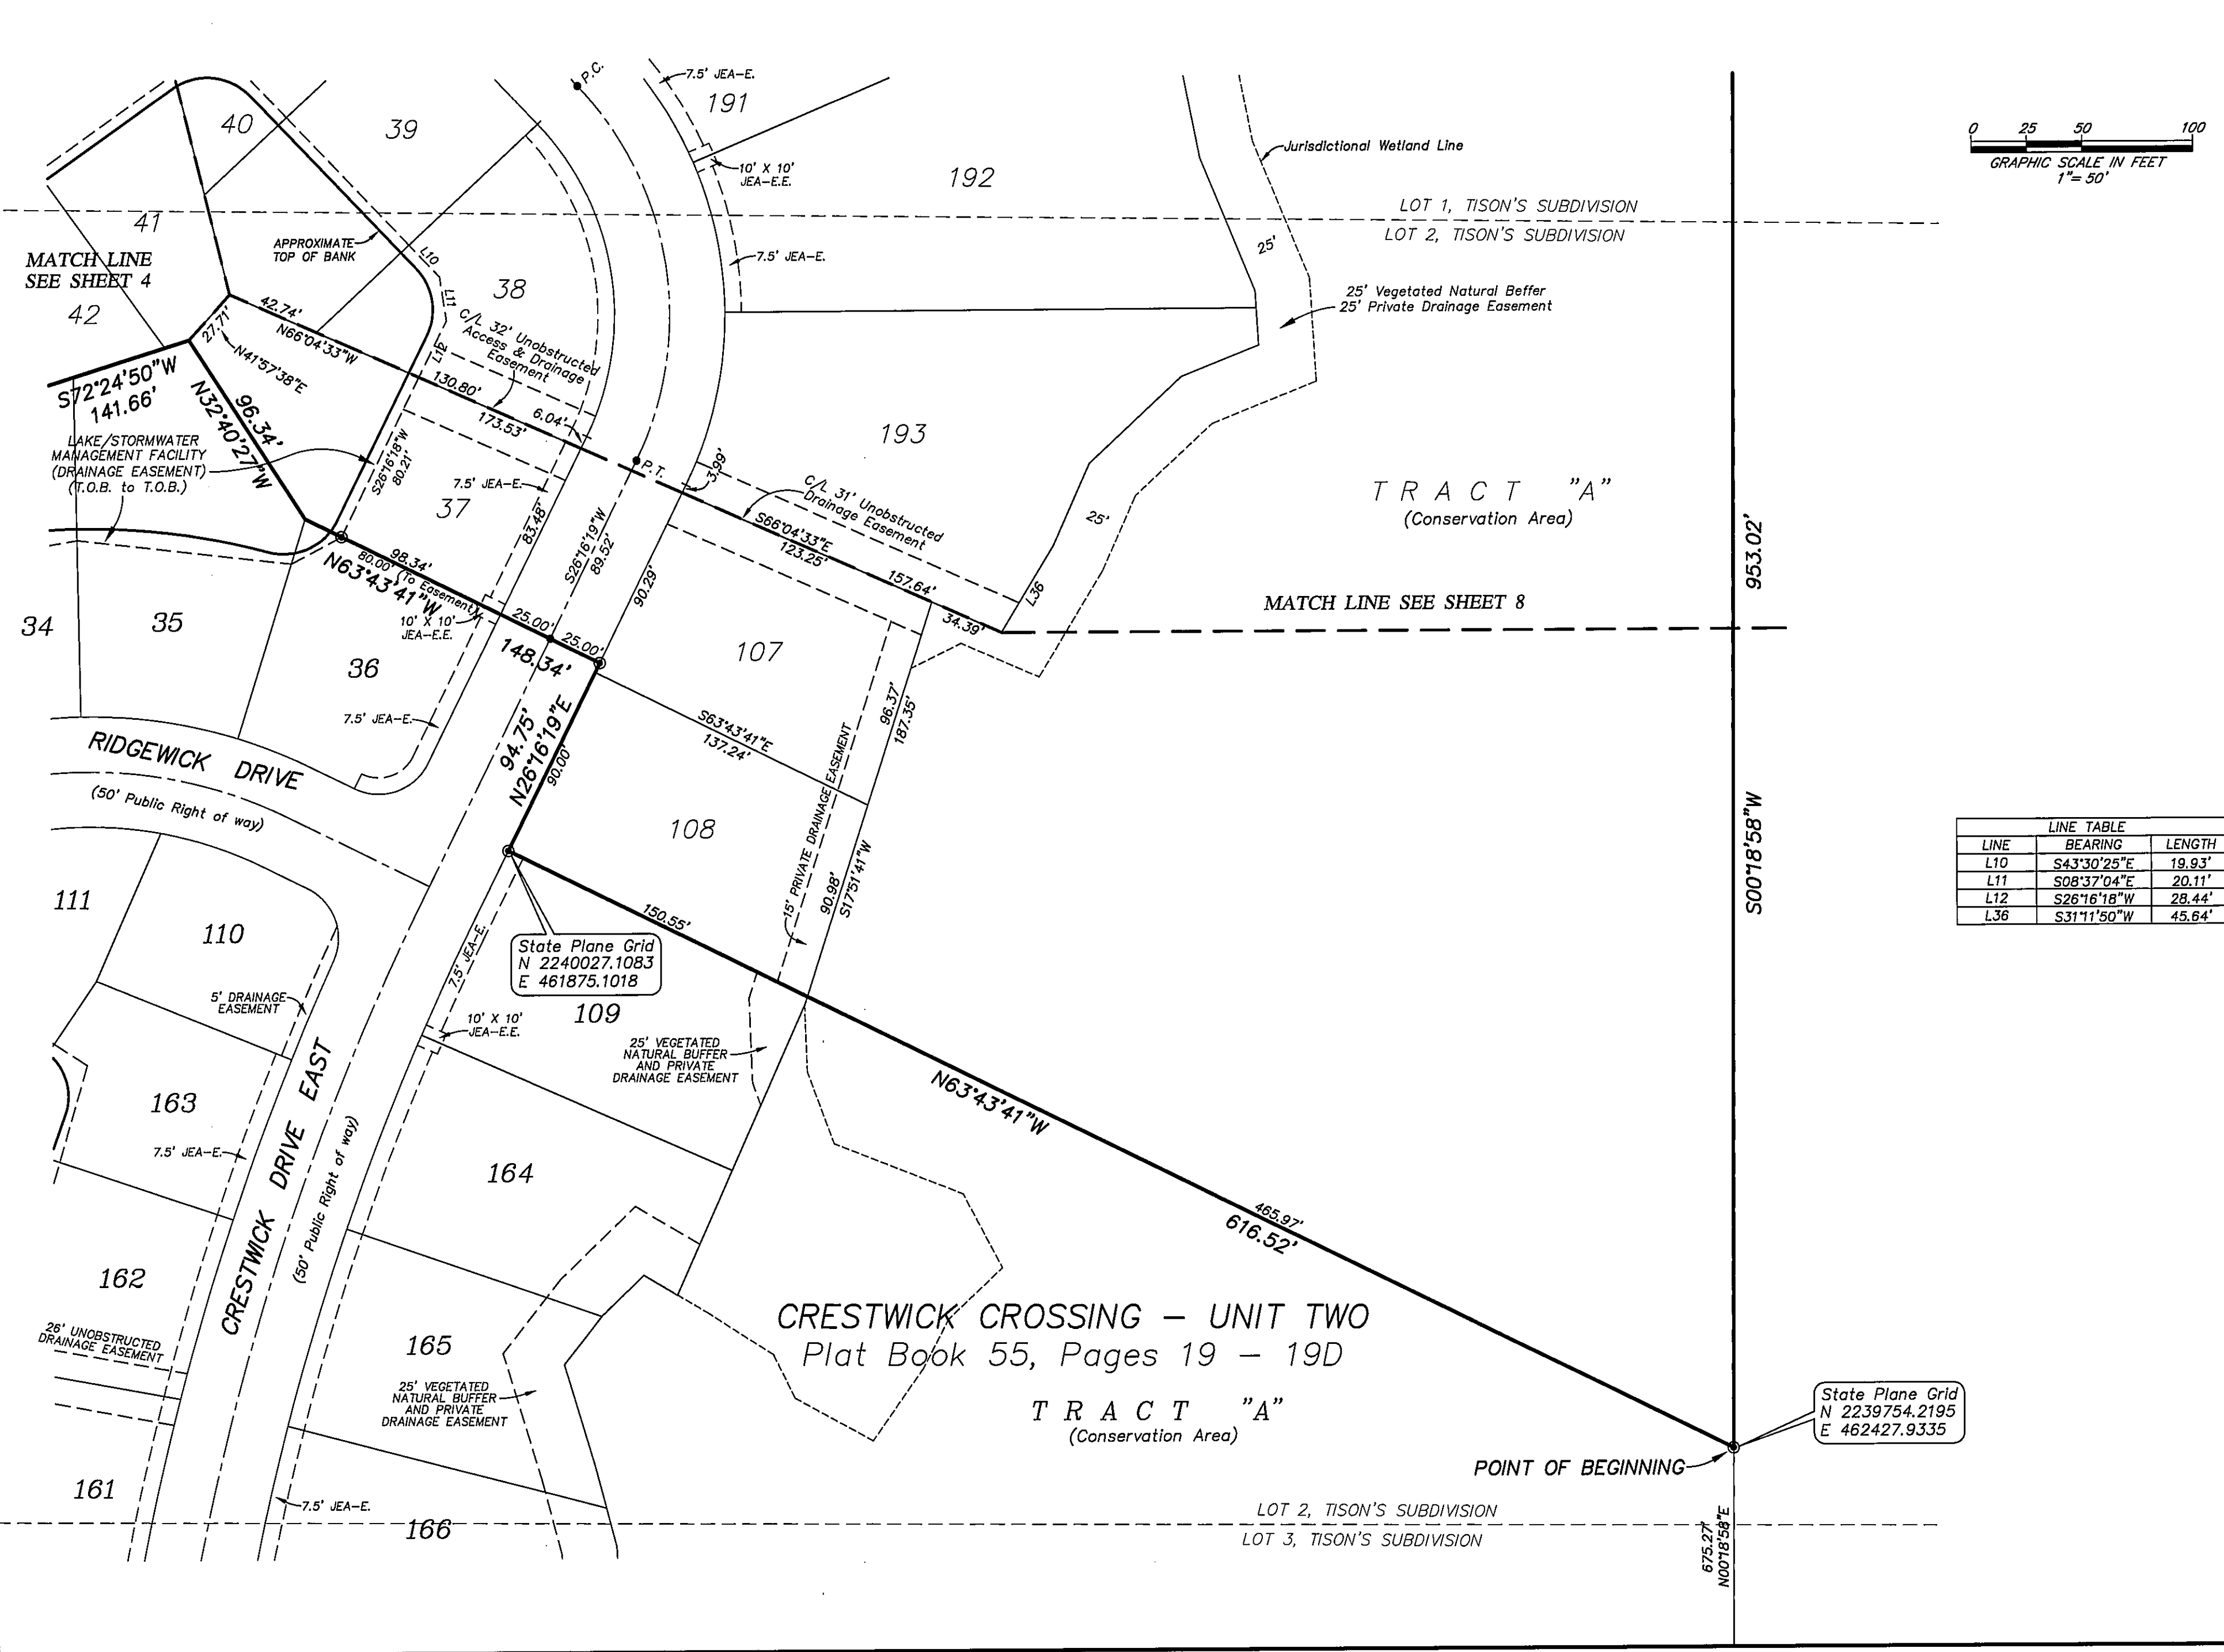 P.C.
7.5' JEA-E.
191
40
39
10' X 10'
JEA-E.E.
192
Jurisdictional Wetland Line
0 25 50 100
GRAPHIC SCALE IN FEET
1"= 50'
LOT 1, TISON'S SUBDIVISION
LOT 2, TISON'S SUBDIVISION
41
APPROXIMATE
TOP OF BANK
L10
7.5' JEA-E.
25'
MATCH LINE
SEE SHEET 4
42
L11
38
25' Vegetated Natural Beffer
25' Private Drainage Easement
42.74'
N66°04'33"W
27.71'
N41°57'38"E
C/L 32' Unobstructed
Access & Drainage
Easement
L12
S72°24'50"W
141.66'
96.34'
N32°40'27"W
130.80'
173.53'
6.04'
193
LAKE/STORMWATER
MANAGEMENT FACILITY
(DRAINAGE EASEMENT)
(T.O.B. to T.O.B.)
S26°16'18"W
80.21'
P.T.
3.99'
7.5' JEA-E.
37
83.48'
C/L 31' Unobstructed
Drainage Easement
TRACT "A"
(Conservation Area)
25'
953.02'
S66°04'33"E
123.25'
S26°16'19"W
89.52'
90.29'
157.64'
34.39'
L36
MATCH LINE SEE SHEET 8
98.34'
80.00' (To Easement)
N63°43'41"W
10' X 10'
JEA-E.E.
25.00'
25.00'
148.34'
34
35
36
107
7.5' JEA-E.
94.75'
N26°16'19"E
90.00'
S63°43'41"E
137.24'
96.37'
187.35'
15' PRIVATE DRAINAGE EASEMENT
RIDGEWICK DRIVE
(50' Public Right of way)
108
90.98'
S17°51'41"W
S00°18'58"W
LINE TABLE
LINE BEARING LENGTH
L10 S43°30'25"E 19.93'
L11 S08°37'04"E 20.11'
L12 S26°16'18"W 28.44'
L36 S31°11'50"W 45.64'
111
110
150.55'
State Plane Grid
N 2240027.1083
E 461875.1018
7.5' JEA-E.
5' DRAINAGE
EASEMENT
109
10' X 10'
JEA-E.E.
25' VEGETATED
NATURAL BUFFER
AND PRIVATE
DRAINAGE EASEMENT
N63°43'41"W
163
7.5' JEA-E.
CRESTWICK DRIVE EAST
(50' Public Right of way)
164
465.97'
616.52'
162
26' UNOBSTRUCTED
DRAINAGE EASEMENT
165
CRESTWICK CROSSING - UNIT TWO
Plat Book 55, Pages 19 - 19D
25' VEGETATED
NATURAL BUFFER
AND PRIVATE
DRAINAGE EASEMENT
TRACT "A"
(Conservation Area)
State Plane Grid
N 2239754.2195
E 462427.9335
POINT OF BEGINNING
161
7.5' JEA-E.
166
LOT 2, TISON'S SUBDIVISION
LOT 3, TISON'S SUBDIVISION
675.27'
N00°18'58"E